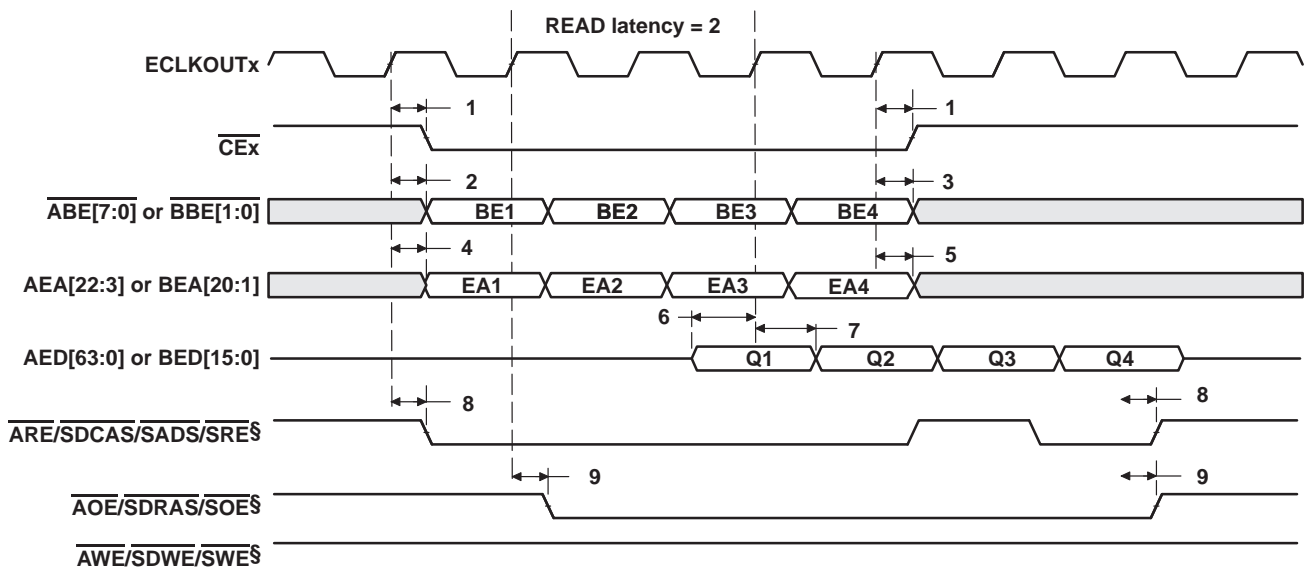 READ latency = 2
ECLKOUTx
1 1
CEx
2 3
ABE[7:0] or BBE[1:0] BE1 BE2 BE3 BE4
4 5
AEA[22:3] or BEA[20:1] EA1 EA2 EA3 EA4
6 7
AED[63:0] or BED[15:0] Q1 Q2 Q3 Q4
8 8
ARE/SDCAS/SADS/SRE§
9 9
AOE/SDRAS/SOE§
AWE/SDWE/SWE§